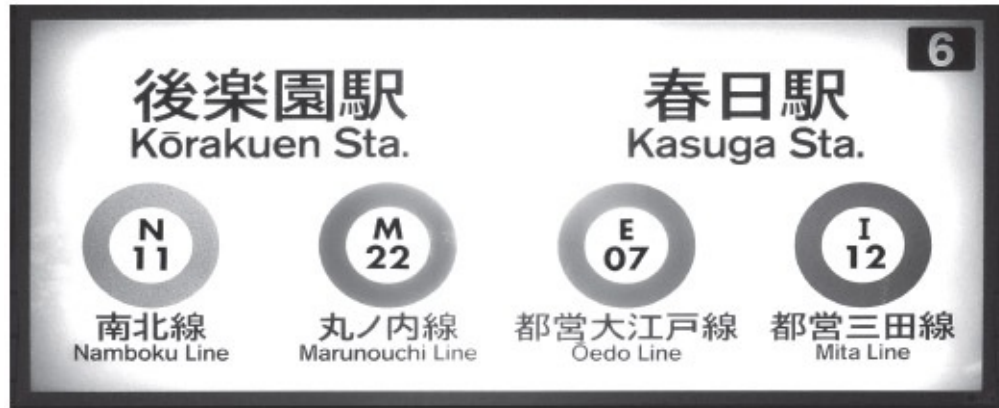 6
後楽園駅 春日駅
Kōrakuen Sta. Kasuga Sta.
N M E I
11 22 07 12
南北線 丸ノ内線 都営大江戸線 都営三田線
Namboku Line Marunouchi Line Ōedo Line Mita Line